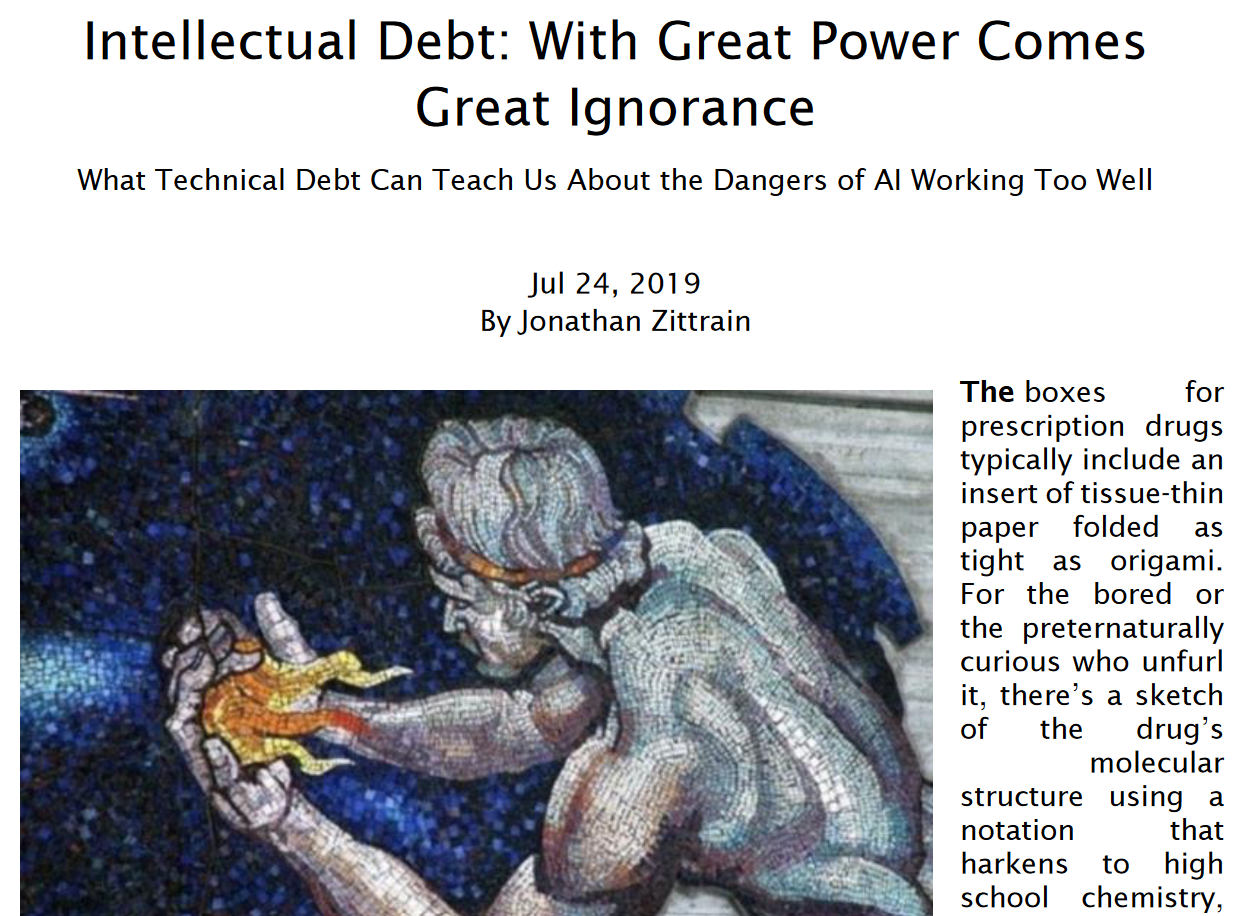 Intellectual Debt: With Great Power Comes
Great Ignorance
What Technical Debt Can Teach Us About the Dangers of AI Working Too Well
Jul 24, 2019
By Jonathan Zittrain
The boxes for
prescription drugs
typically include an
insert of tissue-thin
paper folded as
tight as origami.
For the bored or
the preternaturally
curious who unfurl
it, there’s a sketch
of the drug’s
molecular
structure using a
notation that
harkens to high
school chemistry,